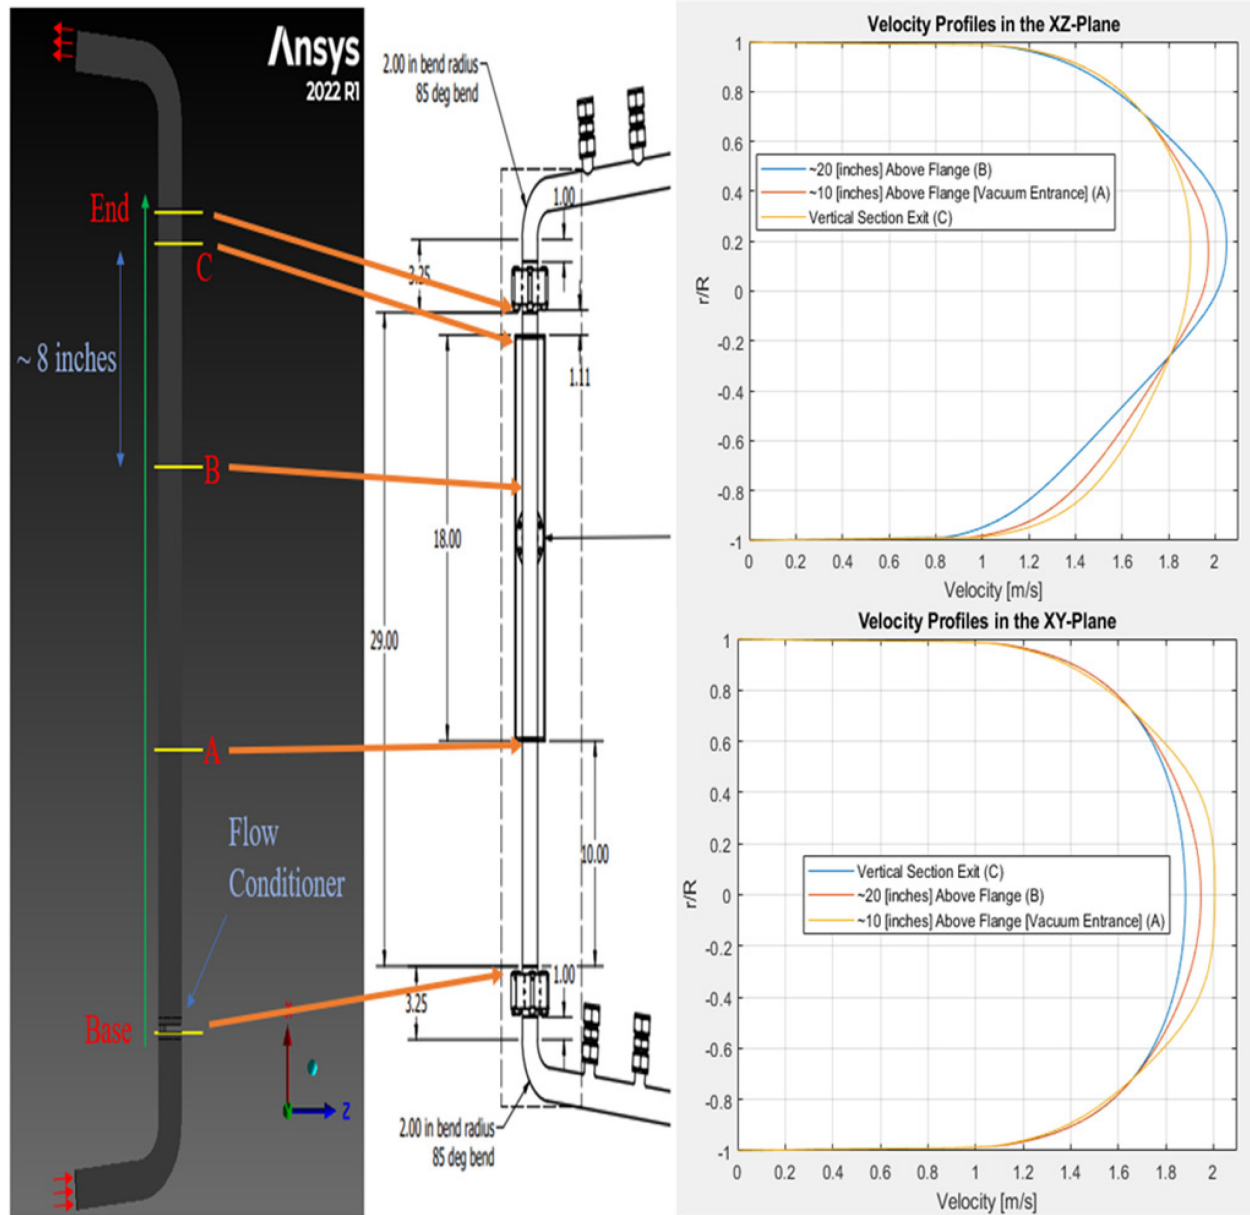 Ansys
2022 R1
End
C
~ 8 inches
B
A
Flow
Conditioner
Base
Z
2.00 in bend radius
85 deg bend
1.00
3.25
1.11
18.00
29.00
10.00
1.00
3.25
2.00 in bend radius
85 deg bend
Velocity Profiles in the XZ-Plane
1
0.8
0.6
0.4
0.2
0
-0.2
-0.4
-0.6
-0.8
-1
r/R
~20 [inches] Above Flange (B)
~10 [inches] Above Flange [Vacuum Entrance] (A)
Vertical Section Exit (C)
0 0.2 0.4 0.6 0.8 1 1.2 1.4 1.6 1.8 2
Velocity [m/s]
Velocity Profiles in the XY-Plane
1
0.8
0.6
0.4
0.2
0
-0.2
-0.4
-0.6
-0.8
-1
r/R
Vertical Section Exit (C)
~20 [inches] Above Flange (B)
~10 [inches] Above Flange [Vacuum Entrance] (A)
0 0.2 0.4 0.6 0.8 1 1.2 1.4 1.6 1.8 2
Velocity [m/s]